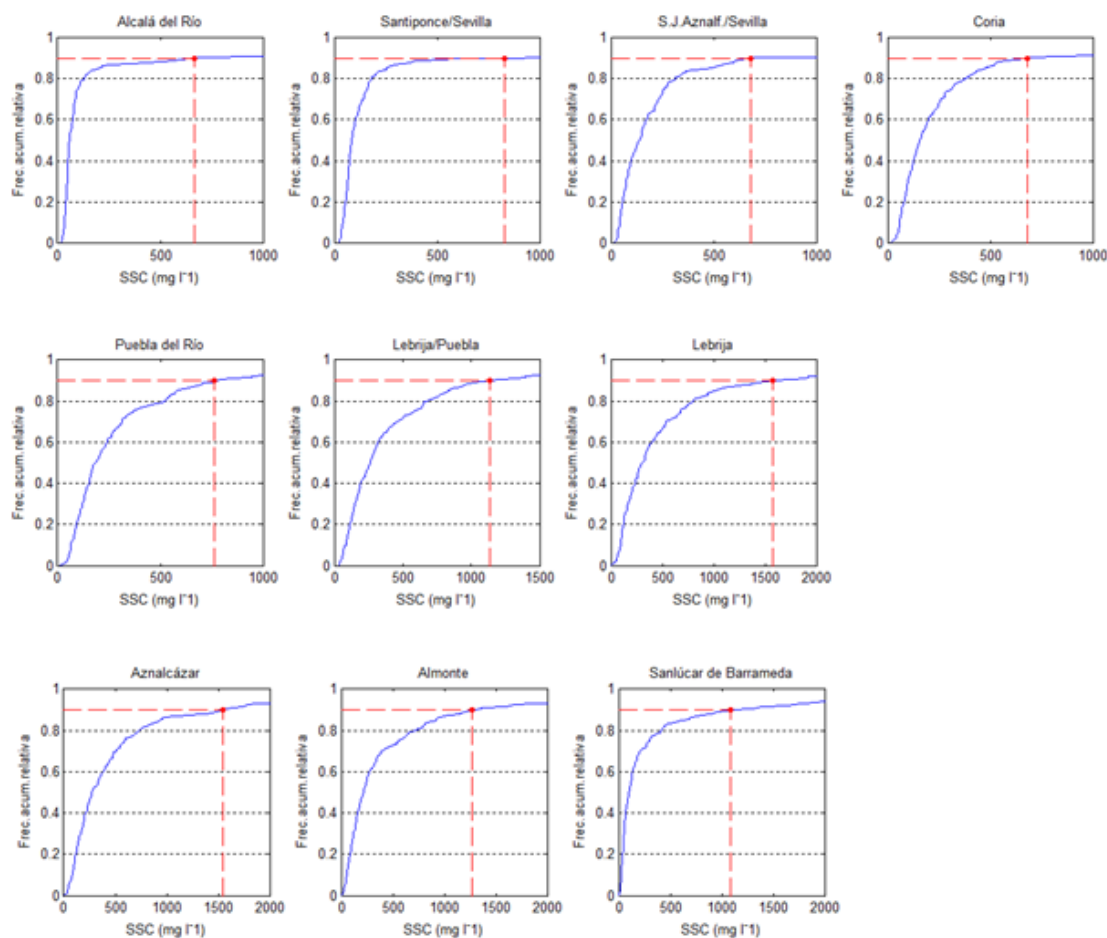 Alcalá del Río
Santiponce/Sevilla
S.J.Aznalf./Sevilla
Coria
Frec.acum.relativa
1
0.8
0.6
0.4
0.2
0
0 500 1000
SSC (mg l⁻1)
Frec.acum.relativa
1
0.8
0.6
0.4
0.2
0
0 500 1000
SSC (mg l⁻1)
Frec.acum.relativa
1
0.8
0.6
0.4
0.2
0
0 500 1000
SSC (mg l⁻1)
Frec.acum.relativa
1
0.8
0.6
0.4
0.2
0
0 500 1000
SSC (mg l⁻1)
Puebla del Río
Lebrija/Puebla
Lebrija
Frec.acum.relativa
1
0.8
0.6
0.4
0.2
0
0 500 1000
SSC (mg l⁻1)
Frec.acum.relativa
1
0.8
0.6
0.4
0.2
0
0 500 1000 1500
SSC (mg l⁻1)
Frec.acum.relativa
1
0.8
0.6
0.4
0.2
0
0 500 1000 1500 2000
SSC (mg l⁻1)
Aznalcázar
Almonte
Sanlúcar de Barrameda
Frec.acum.relativa
1
0.8
0.6
0.4
0.2
0
0 500 1000 1500 2000
SSC (mg l⁻1)
Frec.acum.relativa
1
0.8
0.6
0.4
0.2
0
0 500 1000 1500 2000
SSC (mg l⁻1)
Frec.acum.relativa
1
0.8
0.6
0.4
0.2
0
0 500 1000 1500 2000
SSC (mg l⁻1)